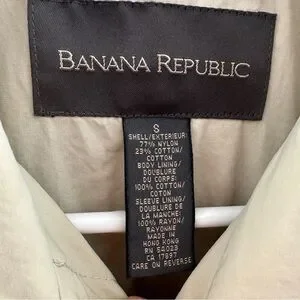 BANANA REPUBLIC
S
SHELL/EXTERIEUR:
77% NYLON
23% COTTON/
COTTON
BODY LINING/
DOUBLURE
DU CORPS:
100% COTTON/
COTON
SLEEVE LINING/
DOUBLURE DE
LA MANCHE:
100% RAYON/
RAYONNE
MADE IN
HONG KONG
RN 54023
CA 17897
CARE ON REVERSE